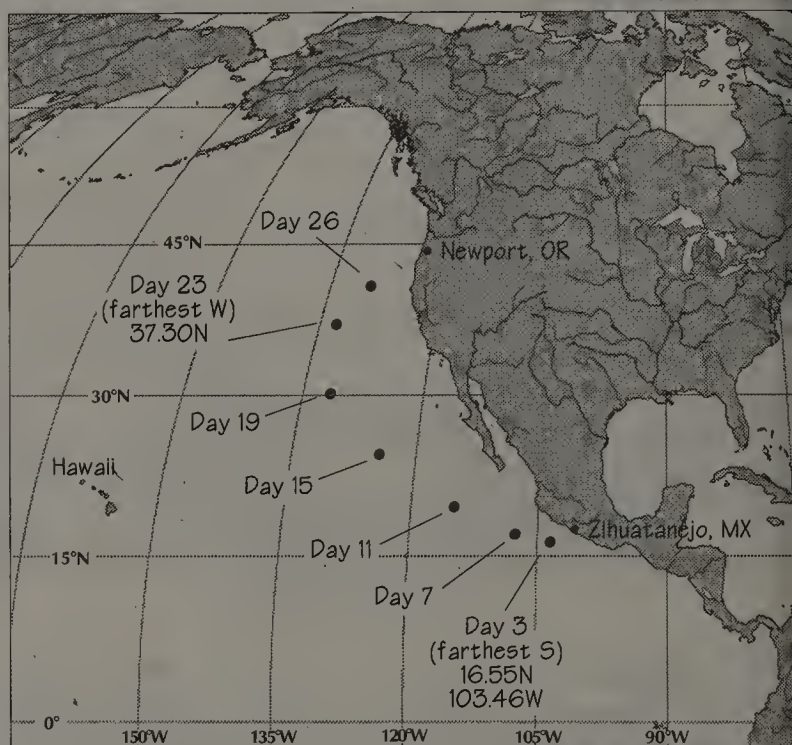 Day 26
45°N
Newport, OR
Day 23
(farthest W)
37.30N
30°N
Day 19
Hawaii
Day 15
Day 11
Zihuatanejo, MX
15°N
Day 7
Day 3
(farthest S)
16.55N
103.46W
0°
150°W
135°W
120°W
105°W
90°W